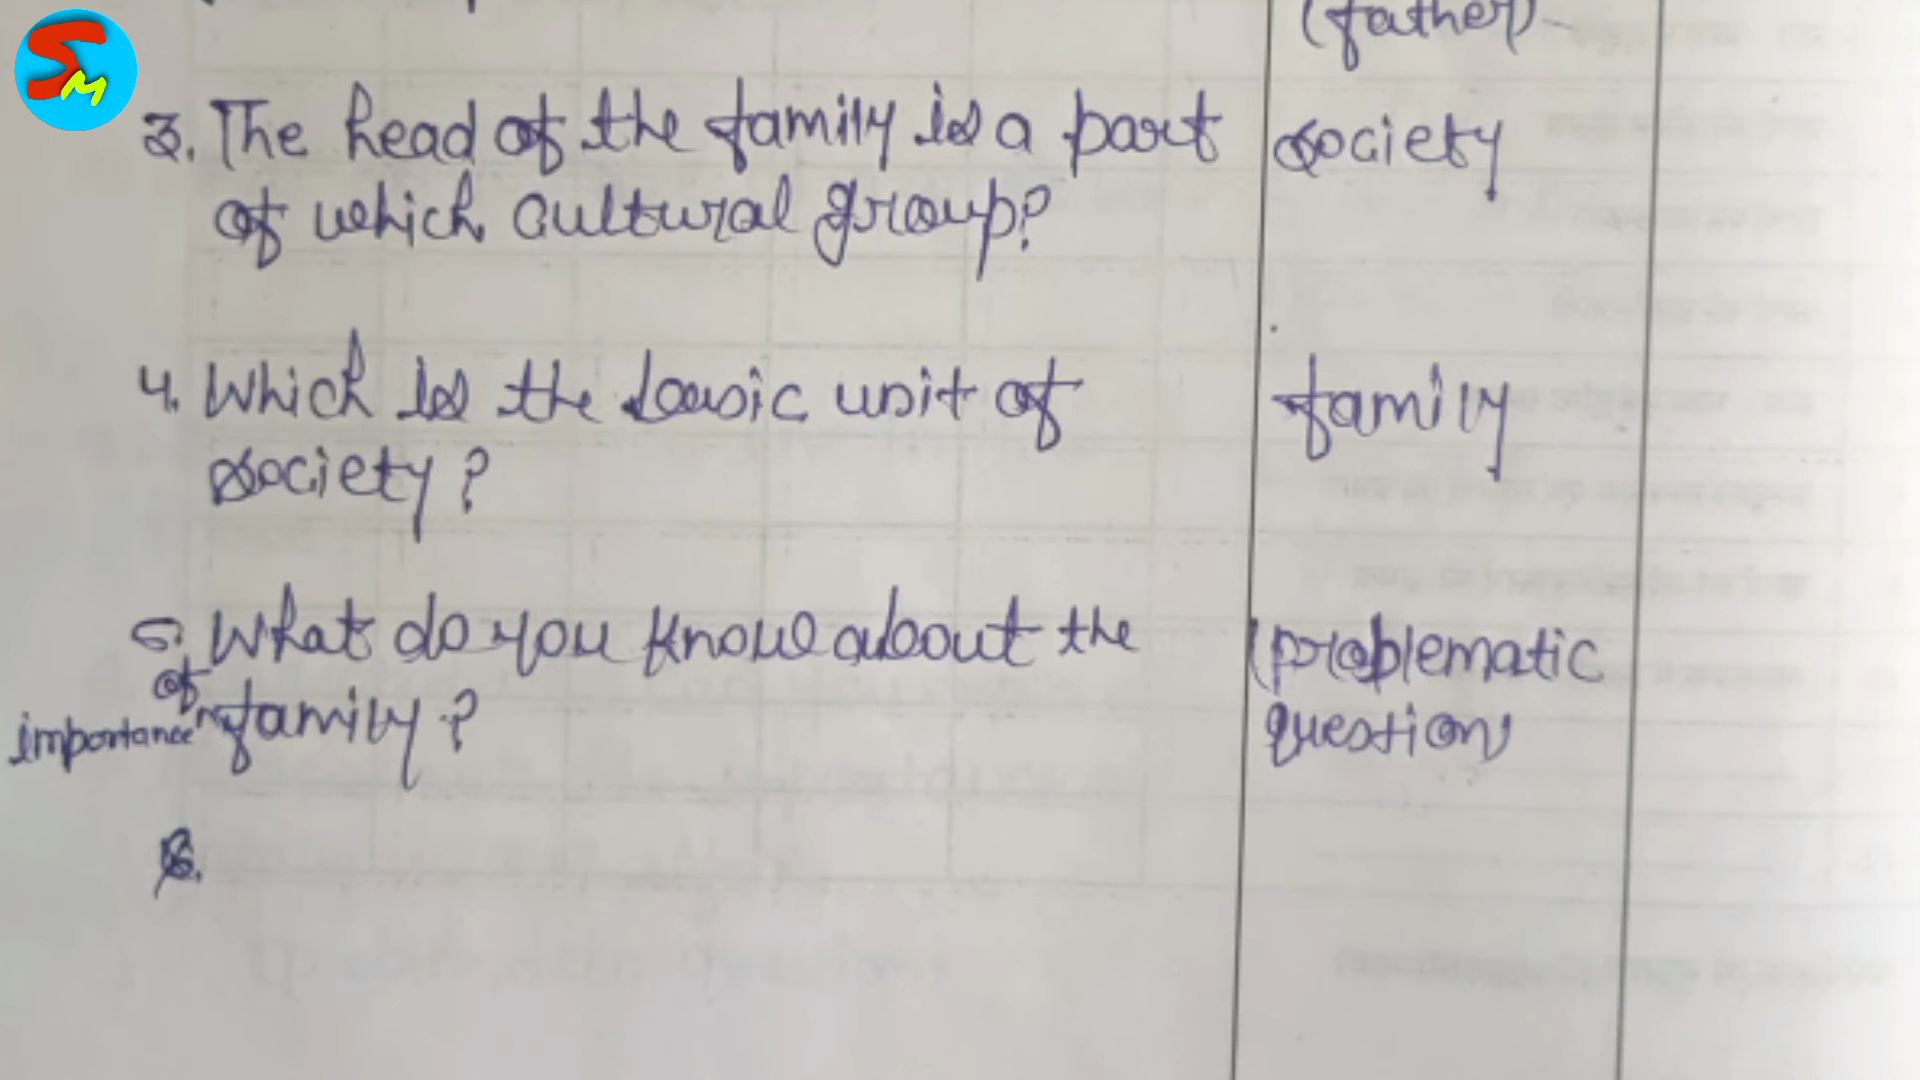 SM
(father)-
3. The head of the family is a part
of which cultural group?
society
4. Which is the basic unit of
society?
family
5. What do you know about the
importance of family?
(problematic
question
6.